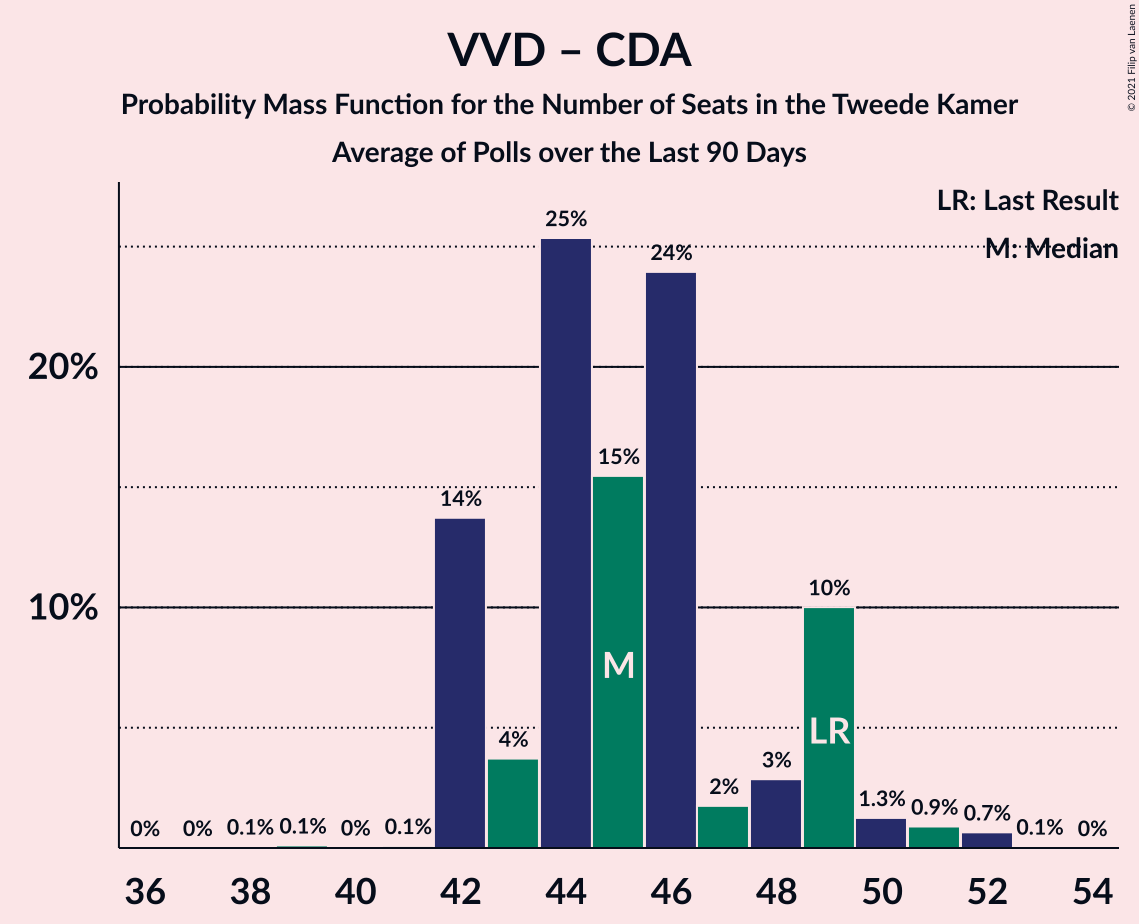 VVD – CDA
Probability Mass Function for the Number of Seats in the Tweede Kamer
Average of Polls over the Last 90 Days
© 2021 Filip van Laenen
LR: Last Result
M: Median
20%
10%
0%
0%
0.1%
0.1%
0%
0.1%
14%
4%
25%
15%
24%
2%
3%
10%
1.3%
0.9%
0.7%
0.1%
0%
M
LR
36 38 40 42 44 46 48 50 52 54